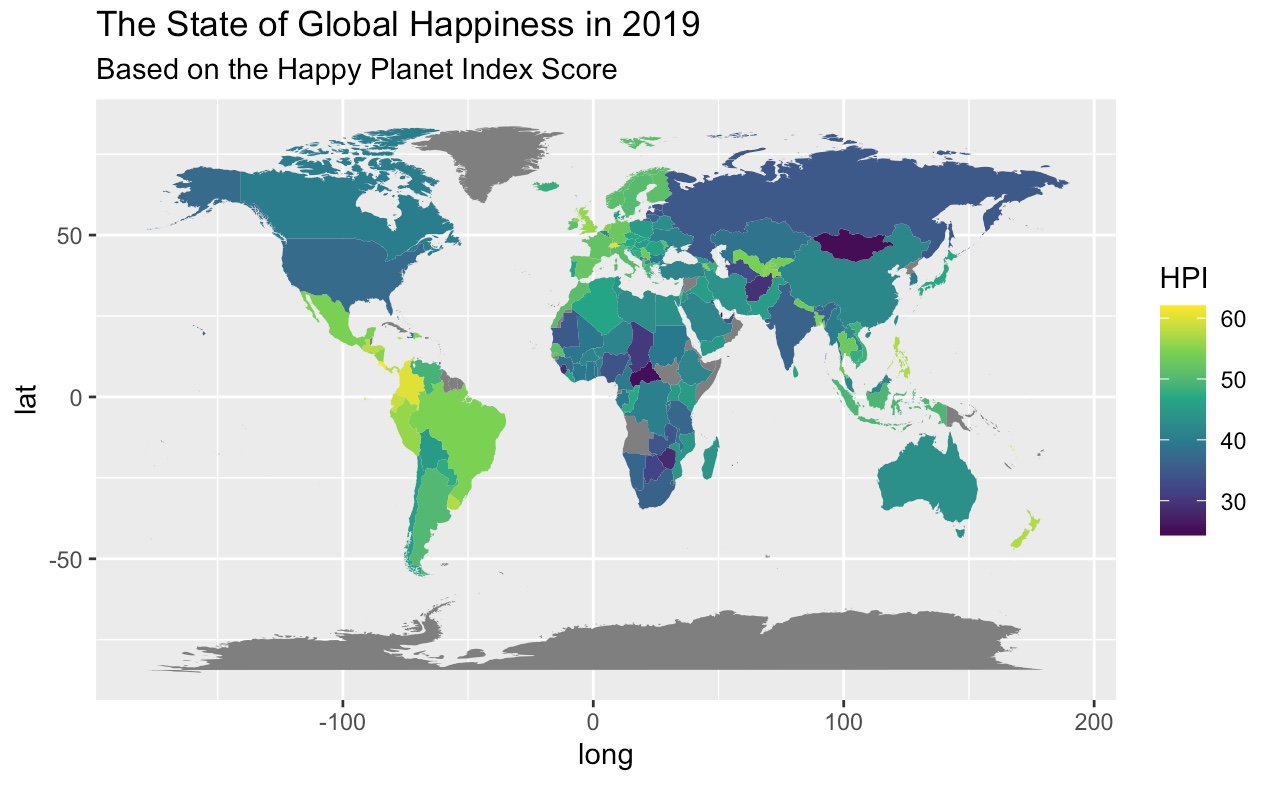 The State of Global Happiness in 2019
Based on the Happy Planet Index Score
lat
50
0
-50
-100
0
100
200
long
HPI
60
50
40
30